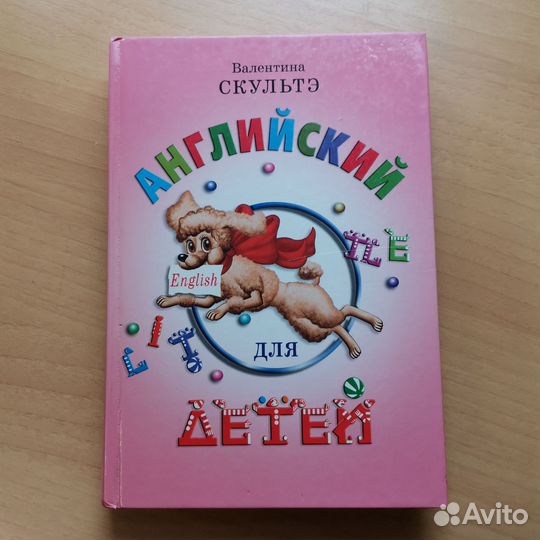 Валентина
СКУЛЬТЭ
АНГЛИЙСКИЙ
English
ДЛЯ
ДЕТЕЙ
Avito